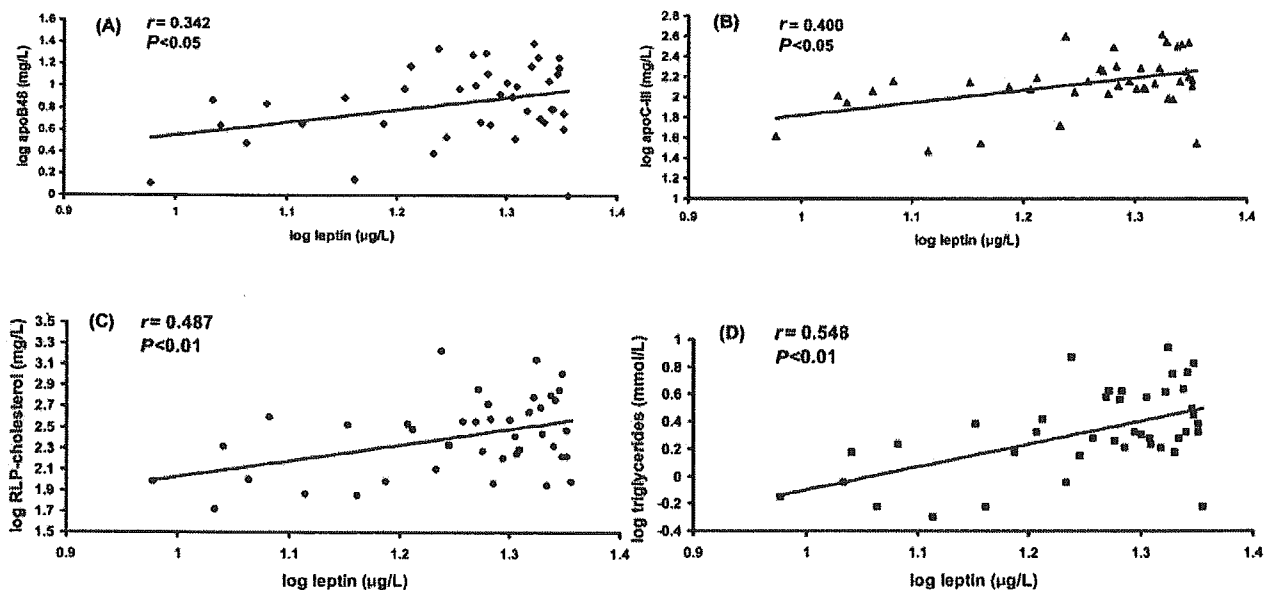 (A)
r= 0.342
P<0.05
log apoB48 (mg/L)
1.6
1.4
1.2
1
0.8
0.6
0.4
0.2
0
0.9 1 1.1 1.2 1.3 1.4
log leptin (µg/L)
(B)
r= 0.400
P<0.05
log apoC-III (mg/L)
2.8
2.6
2.4
2.2
2
1.8
1.6
1.4
1.2
1
0.9 1 1.1 1.2 1.3 1.4
log leptin (µg/L)
(C)
r= 0.487
P<0.01
log RLP-cholesterol (mg/L)
3.5
3.3
3.1
2.9
2.7
2.5
2.3
2.1
1.9
1.7
1.5
0.9 1 1.1 1.2 1.3 1.4
log leptin (µg/L)
(D)
r= 0.548
P<0.01
log triglycerides (mmol/L)
1
0.8
0.6
0.4
0.2
0
-0.2
-0.4
0.9 1 1.1 1.2 1.3 1.4
log leptin (µg/L)